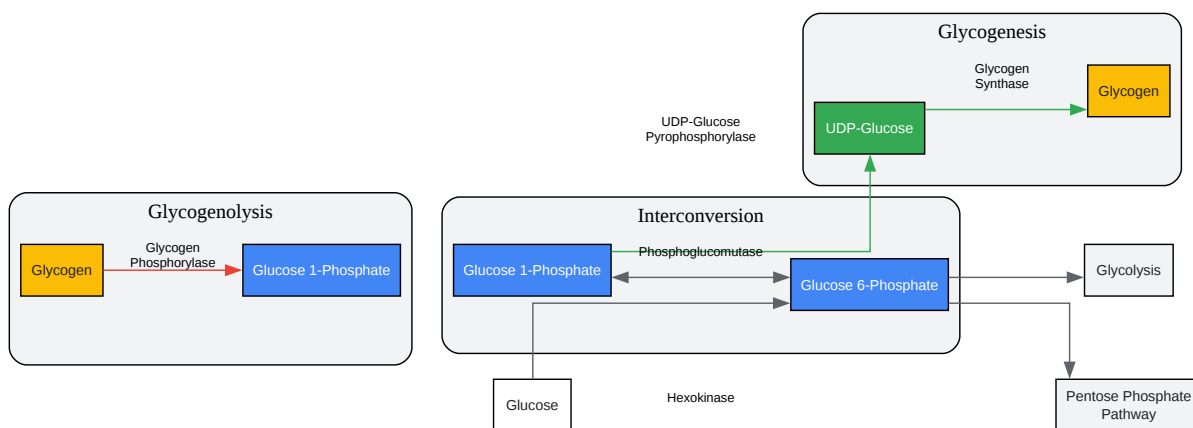 Glycogenesis
Glycogen
Synthase
Glycogen
UDP-Glucose
Pyrophosphorylase
UDP-Glucose
Glycogenolysis
Glycogen
Phosphorylase
Glycogen
Glucose 1-Phosphate
Interconversion
Phosphoglucomutase
Glucose 1-Phosphate
Glucose 6-Phosphate
Glycolysis
Glucose
Hexokinase
Pentose Phosphate
Pathway